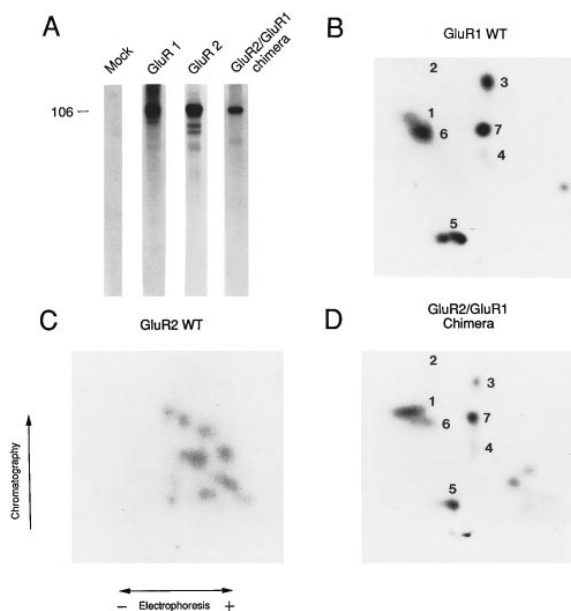 A
Mock
GluR 1
GluR 2
GluR2/GluR1
chimera
106 –
B
GluR1 WT
2
3
1
6
7
4
5
C
GluR2 WT
Chromatography
– Electrophoresis +
D
GluR2/GluR1
Chimera
2
3
1
6
7
4
5